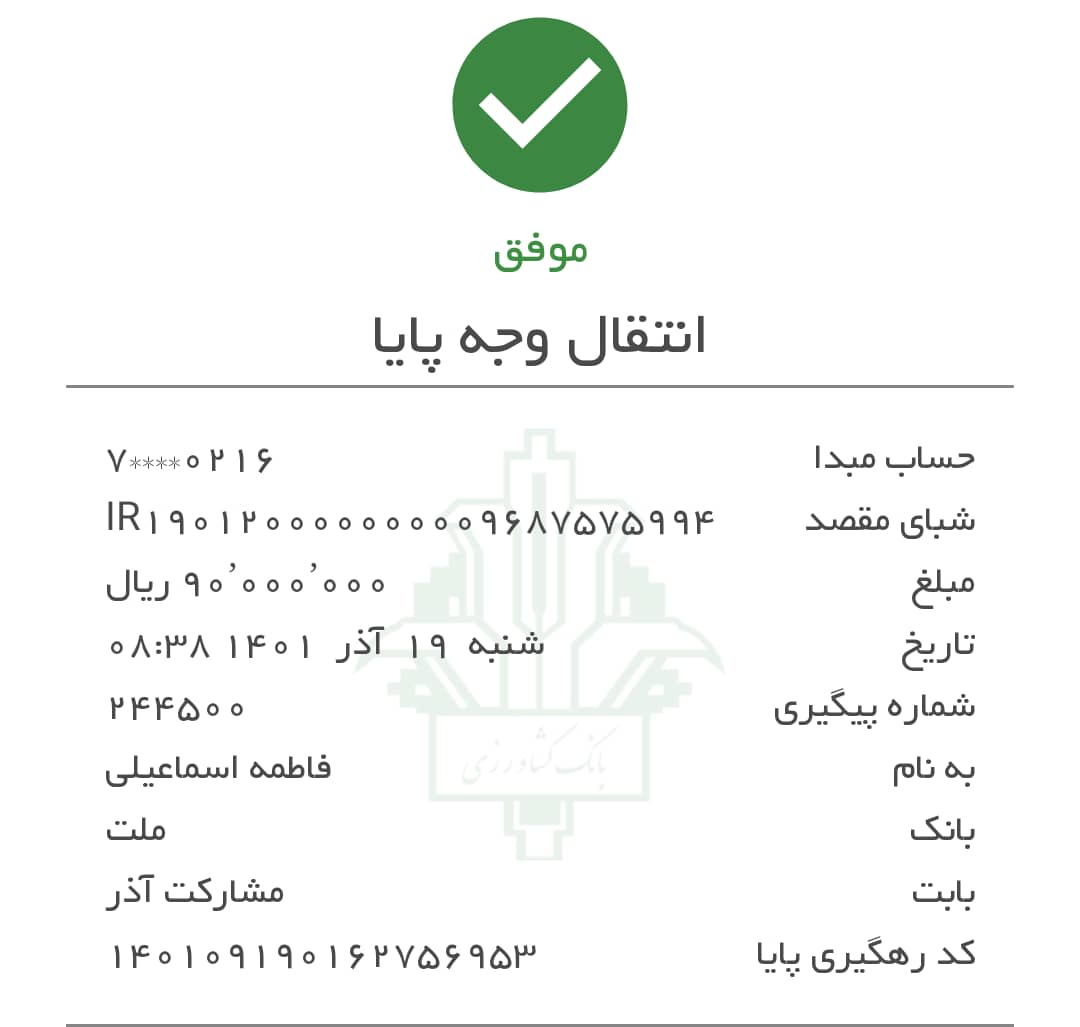 موفق
انتقال وجه پایا
حساب مبدا ۷****۰۲۱۶
شبای مقصد IR۱۹۰۱۲۰۰۰۰۰۰۰۰۰۰۹۶۸۷۵۷۵۹۹۴
مبلغ ۹۰٬۰۰۰٬۰۰۰ ریال
تاریخ شنبه ۱۹ آذر ۱۴۰۱ ۰۸:۳۸
شماره پیگیری ۲۴۴۵۰۰
به نام فاطمه اسماعیلی
بانک کشاورزی
بانک ملت
بابت مشارکت آذر
کد رهگیری پایا ۱۴۰۱۰۹۱۹۰۱۶۲۷۵۶۹۵۳